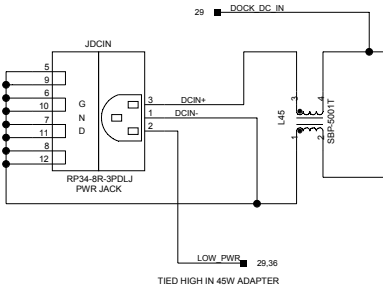 29 DOCK_DC_IN
JDCIN
5
9
6
10
7
11
8
12
G
N
D
3 DCIN+
1 DCIN-
2
RP34-8R-3PDLJ
PWR JACK
L45
3
4
1
2
SBP-5001T
LOW_PWR 29,36
TIED HIGH IN 45W ADAPTER